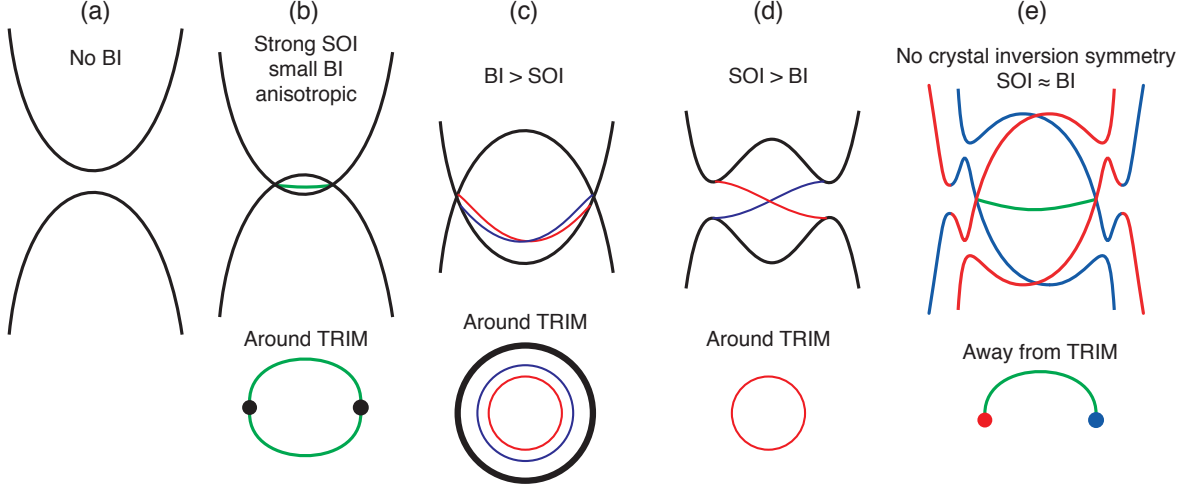 (a)
No BI
(b)
Strong SOI
small BI
anisotropic
Around TRIM
(c)
BI > SOI
Around TRIM
(d)
SOI > BI
Around TRIM
(e)
No crystal inversion symmetry
SOI ≈ BI
Away from TRIM